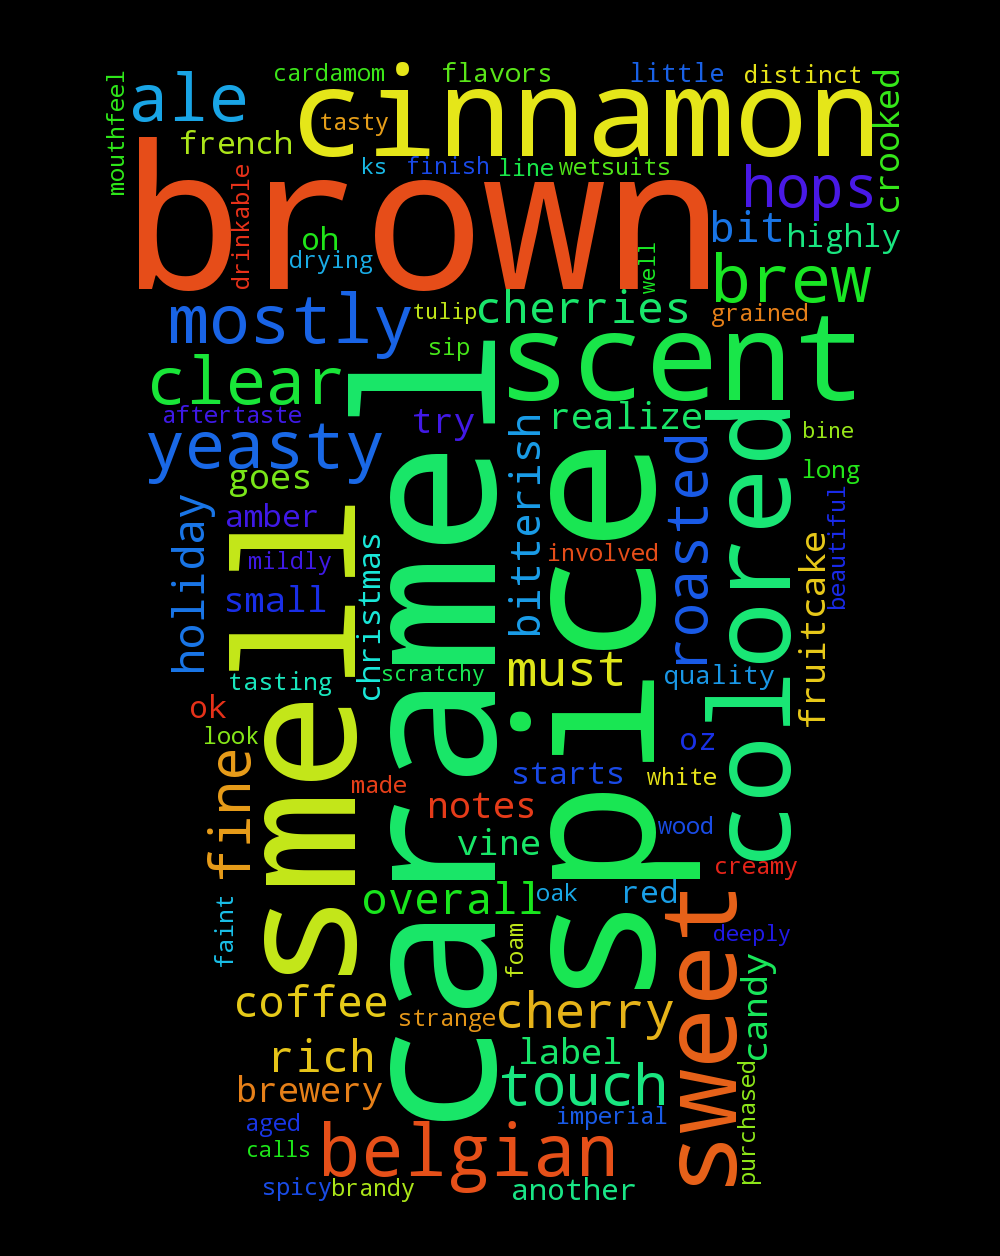 cardamom
flavors
little
distinct
mouthfeel
ale
cinnamon
crooked
tasty
french
ks
finish
line
wetsuits
brown
drinkable
hops
oh
drying
well
bit
highly
brew
mostly
tulip
cherries
grained
sip
scent
clear
caramel
aftertaste
try
realize
colored
yeasty
bitterish
spice
roasted
bine
goes
long
holiday
amber
smell
beautiful
mildly
christmas
involved
fruitcake
small
must
tasting
scratchy
quality
ok
look
oz
fine
made
starts
white
notes
vine
wood
overall
oak
red
creamy
sweet
faint
foam
deeply
coffee
strange
cherry
candy
rich
label
brewery
touch
purchased
aged
imperial
calls
belgian
spicy
brandy
another